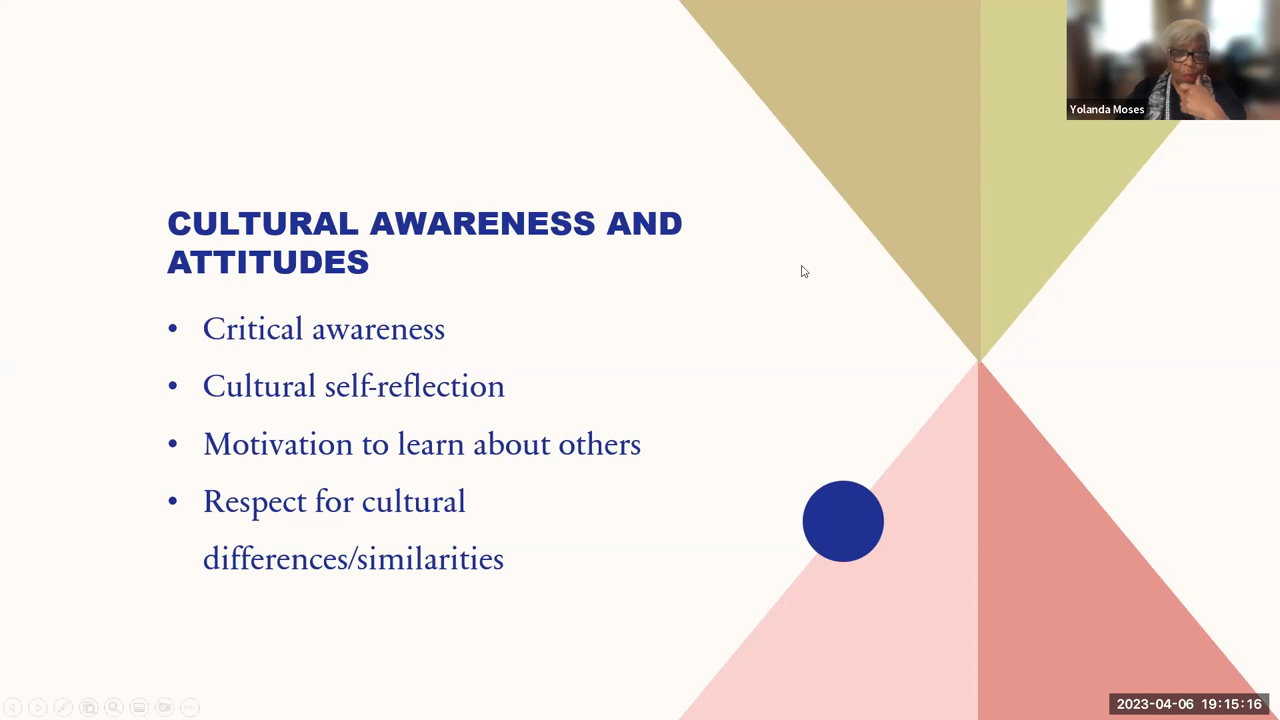 Yolanda Moses
CULTURAL AWARENESS AND
ATTITUDES
• Critical awareness
• Cultural self-reflection
• Motivation to learn about others
• Respect for cultural
differences/similarities
2023-04-06 19:15:16